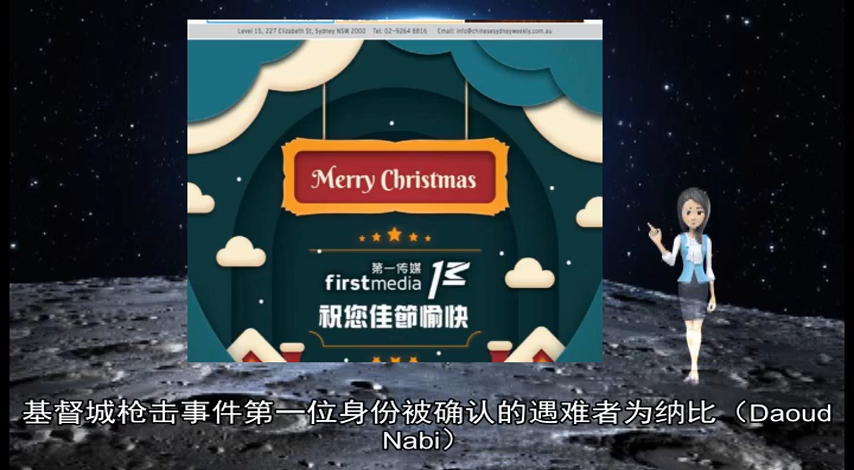 Level 15, 227 Elizabeth St, Sydney NSW 2000 Tel: 02-9264 8816 Email: info@chinesesydneyweekly.com.au
Merry Christmas
第一传媒
firstmedia
祝您佳節愉快
基督城枪击事件第一位身份被确认的遇难者为纳比（Daoud
Nabi）